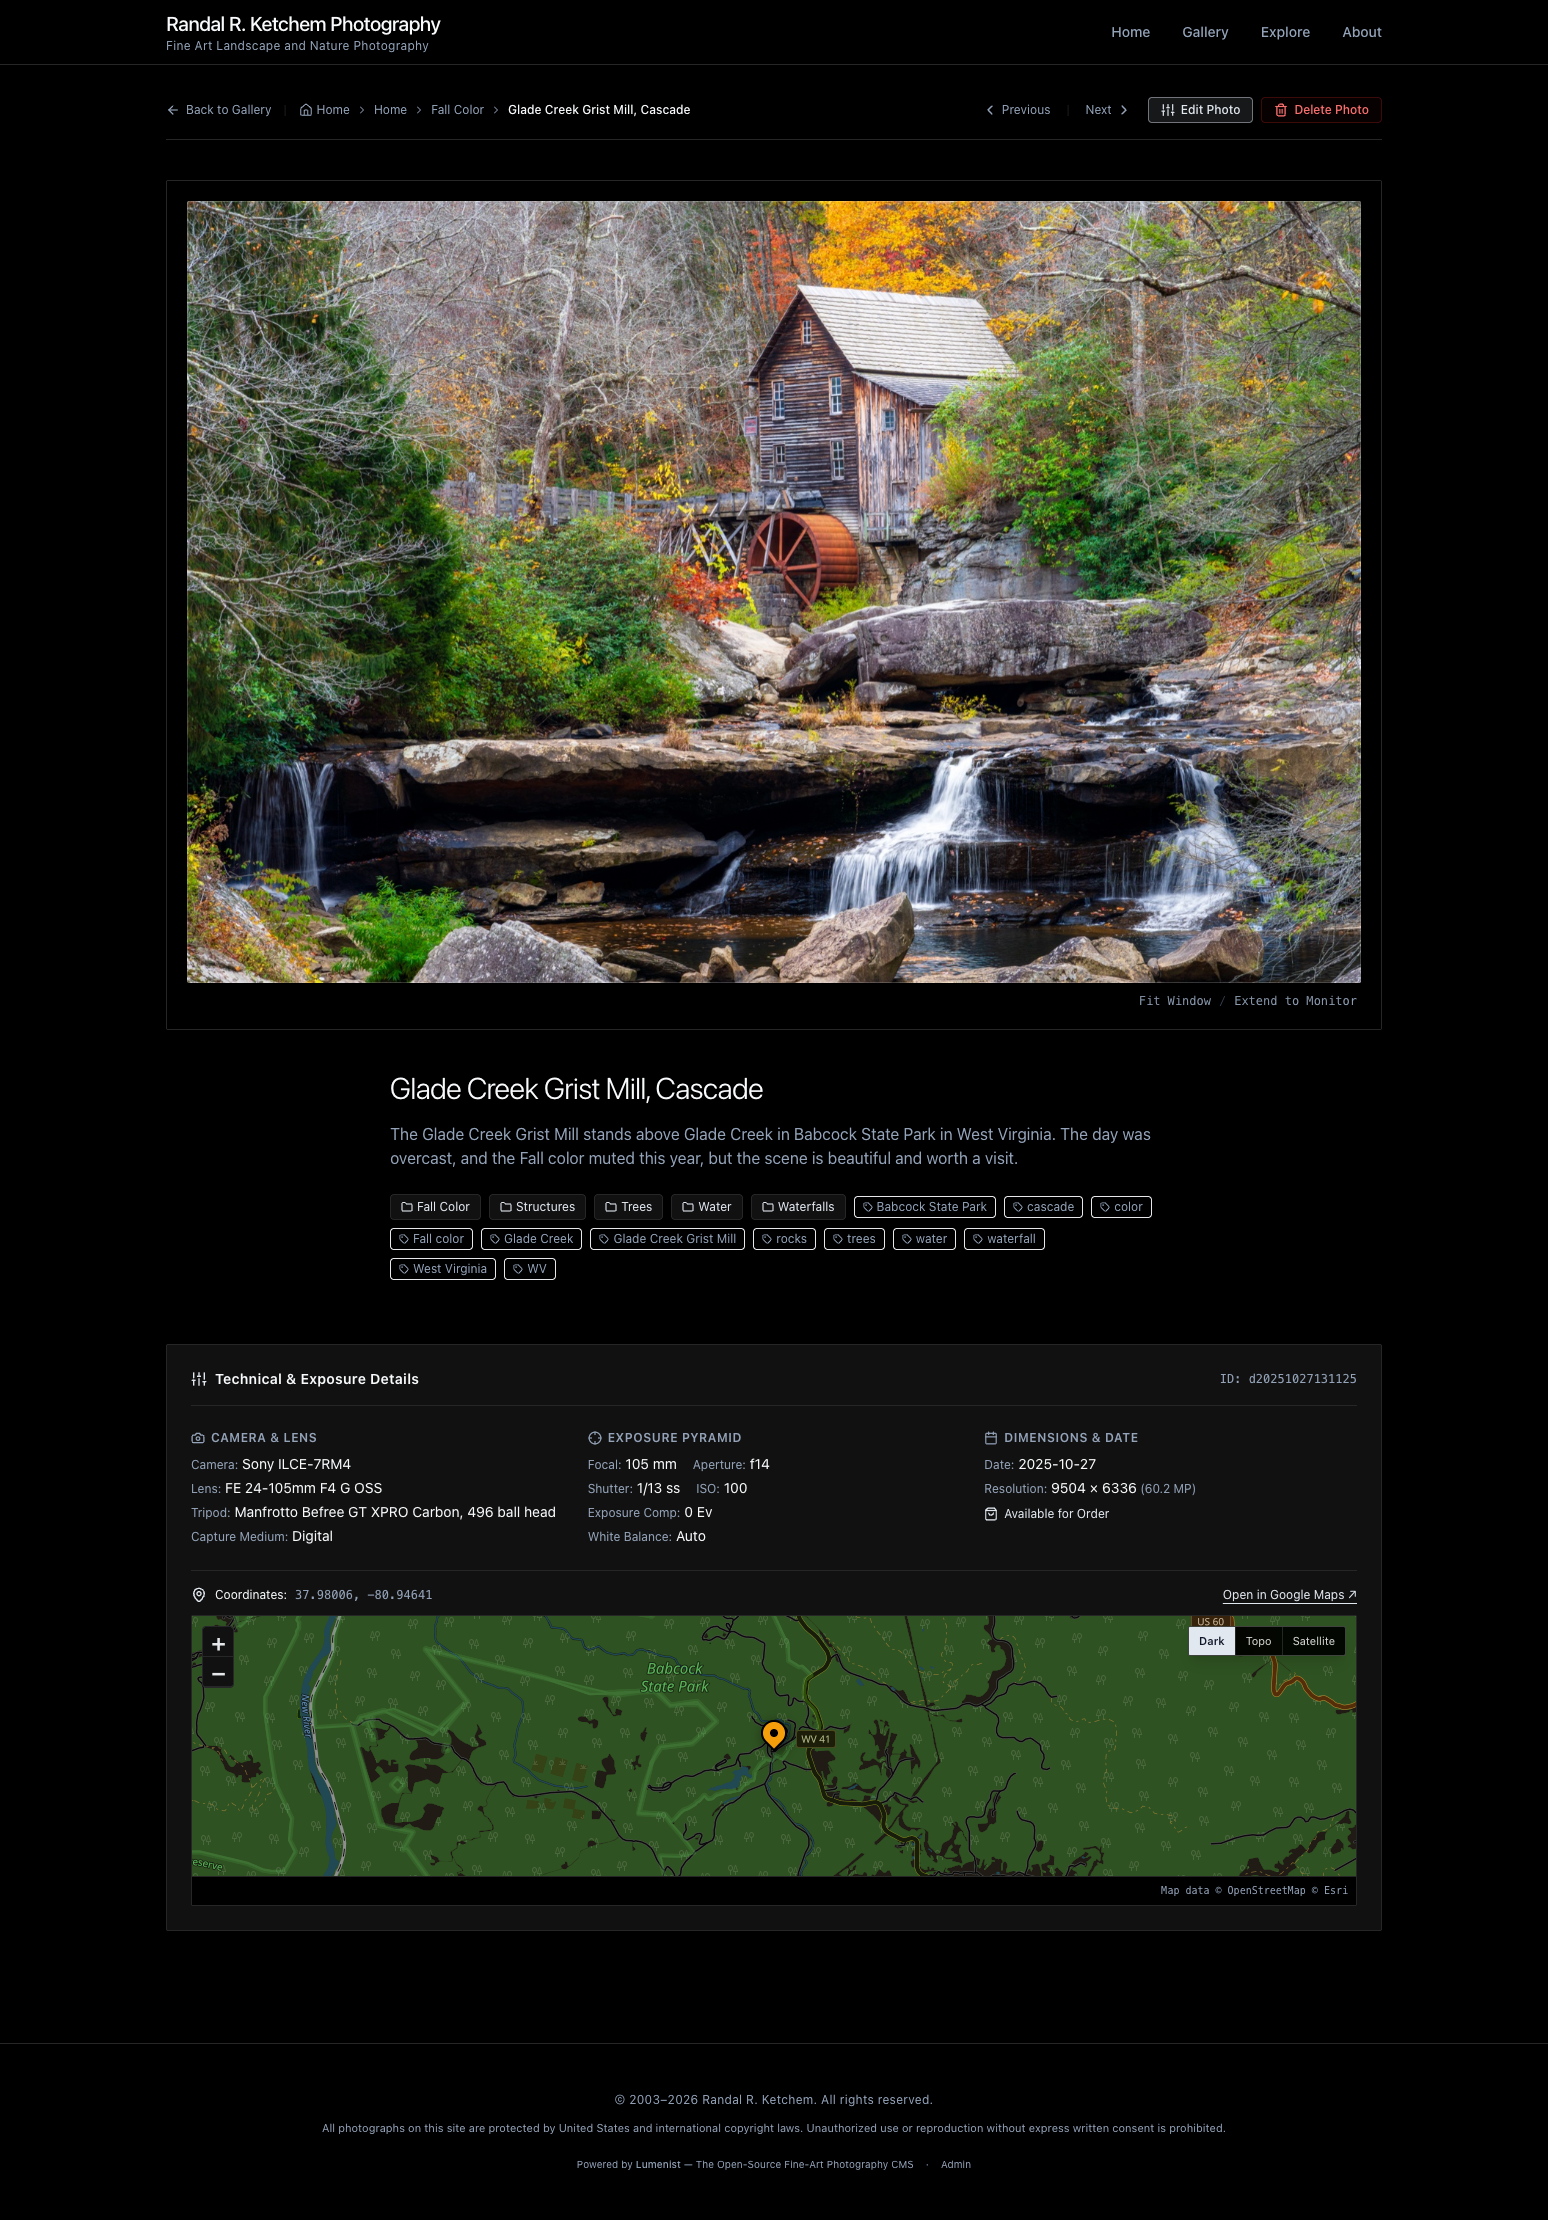 Randal R. Ketchem Photography
Fine Art Landscape and Nature Photography
Home Gallery Explore About
Back to Gallery | Home > Home > Fall Color > Glade Creek Grist Mill, Cascade
Previous | Next Edit Photo Delete Photo
Fit Window / Extend to Monitor
Glade Creek Grist Mill, Cascade
The Glade Creek Grist Mill stands above Glade Creek in Babcock State Park in West Virginia. The day was
overcast, and the Fall color muted this year, but the scene is beautiful and worth a visit.
Fall Color Structures Trees Water Waterfalls Babcock State Park cascade color
Fall color Glade Creek Glade Creek Grist Mill rocks trees water waterfall
West Virginia WV
Technical & Exposure Details
ID: d20251027131125
CAMERA & LENS
Camera: Sony ILCE-7RM4
Lens: FE 24-105mm F4 G OSS
Tripod: Manfrotto Befree GT XPRO Carbon, 496 ball head
Capture Medium: Digital
EXPOSURE PYRAMID
Focal: 105 mm Aperture: f14
Shutter: 1/13 ss ISO: 100
Exposure Comp: 0 Ev
White Balance: Auto
DIMENSIONS & DATE
Date: 2025-10-27
Resolution: 9504 × 6336 (60.2 MP)
Available for Order
Coordinates: 37.98006, −80.94641
Open in Google Maps ↗
+
−
US 60
Dark Topo Satellite
Babcock
State Park
New River
WV 41
eserve
Map data © OpenStreetMap © Esri
© 2003–2026 Randal R. Ketchem. All rights reserved.
All photographs on this site are protected by United States and international copyright laws. Unauthorized use or reproduction without express written consent is prohibited.
Powered by Lumenist — The Open-Source Fine-Art Photography CMS · Admin